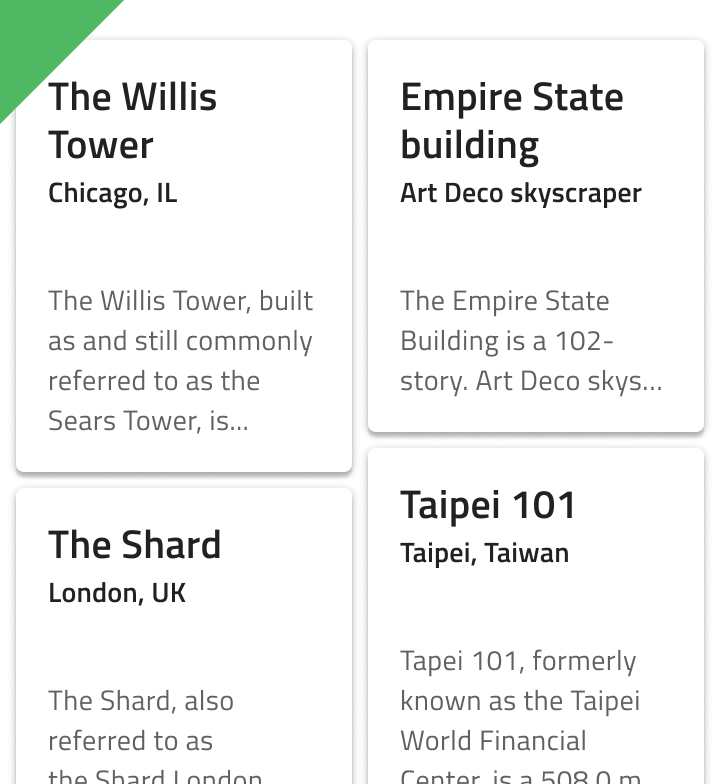 The Willis
Tower
Chicago, IL
The Willis Tower, built
as and still commonly
referred to as the
Sears Tower, is...
Empire State
building
Art Deco skyscraper
The Empire State
Building is a 102-
story. Art Deco skys...
The Shard
London, UK
The Shard, also
referred to as
the Shard London
Taipei 101
Taipei, Taiwan
Tapei 101, formerly
known as the Taipei
World Financial
Center, is a 508.0 m